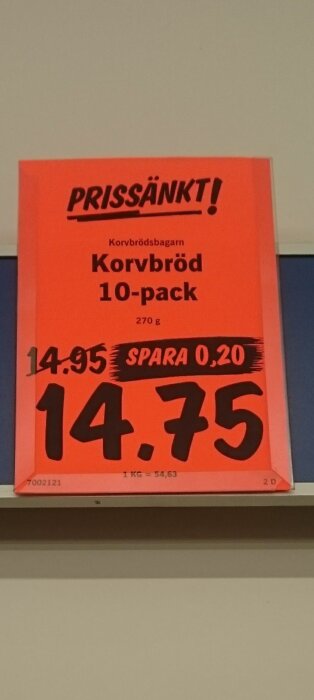 PRISSÄNKT!
Korvbrödsbagarn
Korvbröd
10-pack
270 g
14.95 SPARA 0,20
14.75
1 KG = 54,63
7002121 2 D